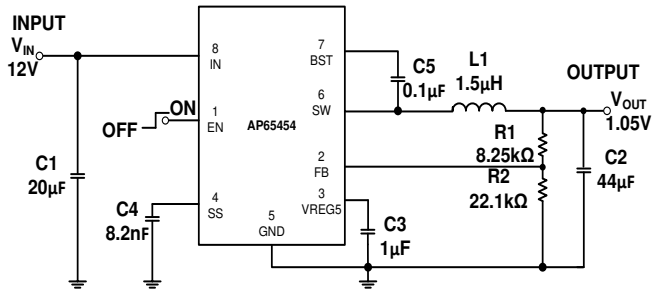 INPUT
V_IN
12V
8
IN
7
BST
C5
0.1µF
L1
1.5µH
OUTPUT
V_OUT
1.05V
6
SW
ON
OFF
1
EN
AP65454
R1
8.25kΩ
C1
20µF
2
FB
R2
22.1kΩ
C2
44µF
C4
8.2nF
4
SS
5
GND
3
VREG5
C3
1µF